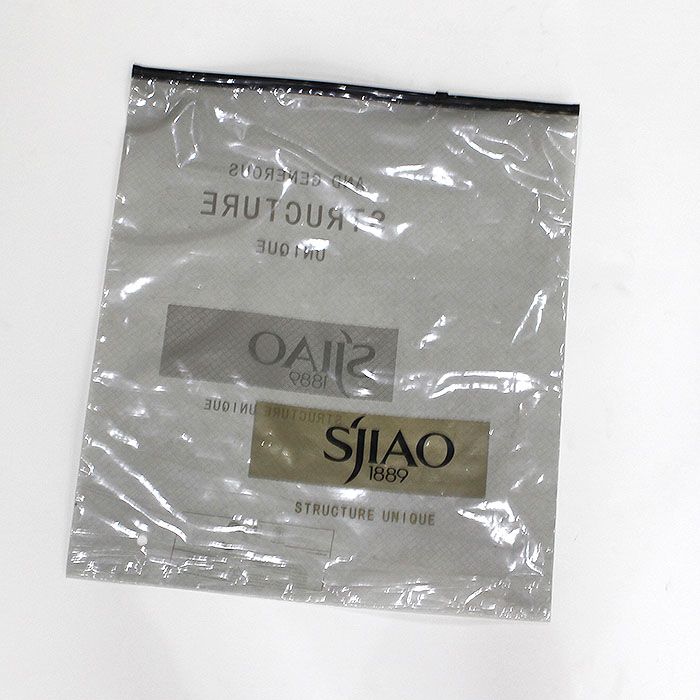 AND GENEROUS
STRUCTURE
UNIQUE
SJIAO
1889
STRUCTURE UNIQUE
SJIAO
1889
STRUCTURE UNIQUE